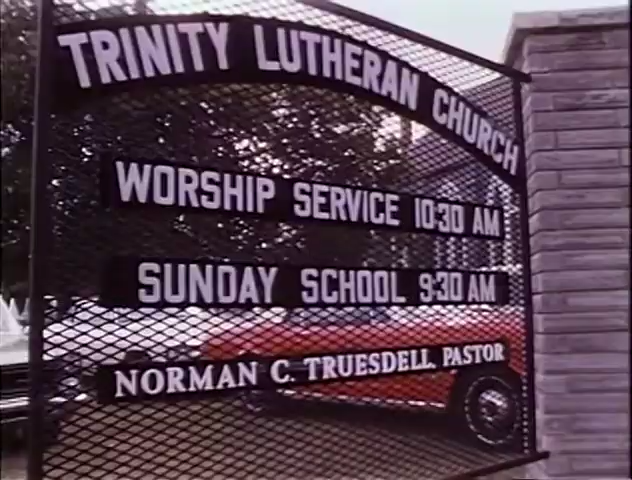 TRINITY LUTHERAN CHURCH
WORSHIP SERVICE 10:30 AM
SUNDAY SCHOOL 9:30 AM
NORMAN C. TRUESDELL, PASTOR